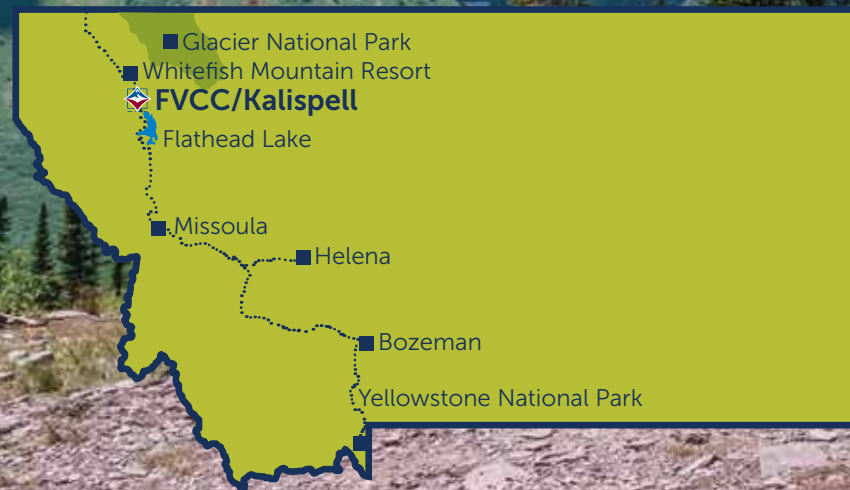 Glacier National Park
Whitefish Mountain Resort
FVCC/Kalispell
Flathead Lake
Missoula
Helena
Bozeman
Yellowstone National Park